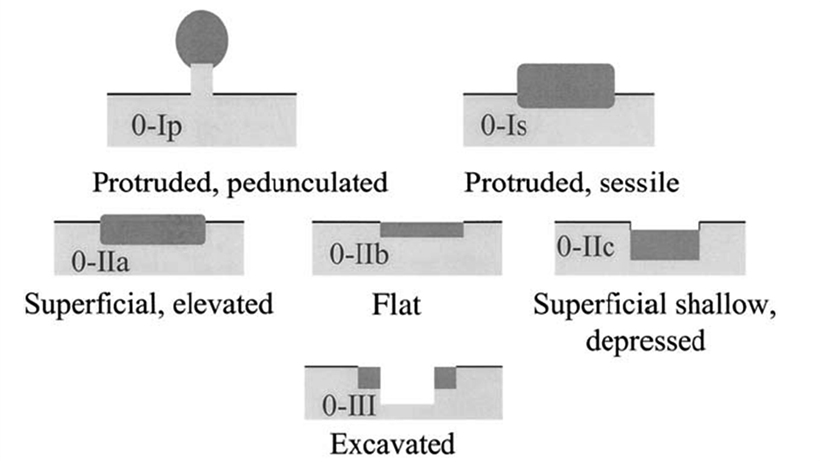 0-Ip
0-Is
Protruded, pedunculated
Protruded, sessile
0-IIa
0-IIb
0-IIc
Superficial, elevated
Flat
Superficial shallow,
depressed
0-III
Excavated